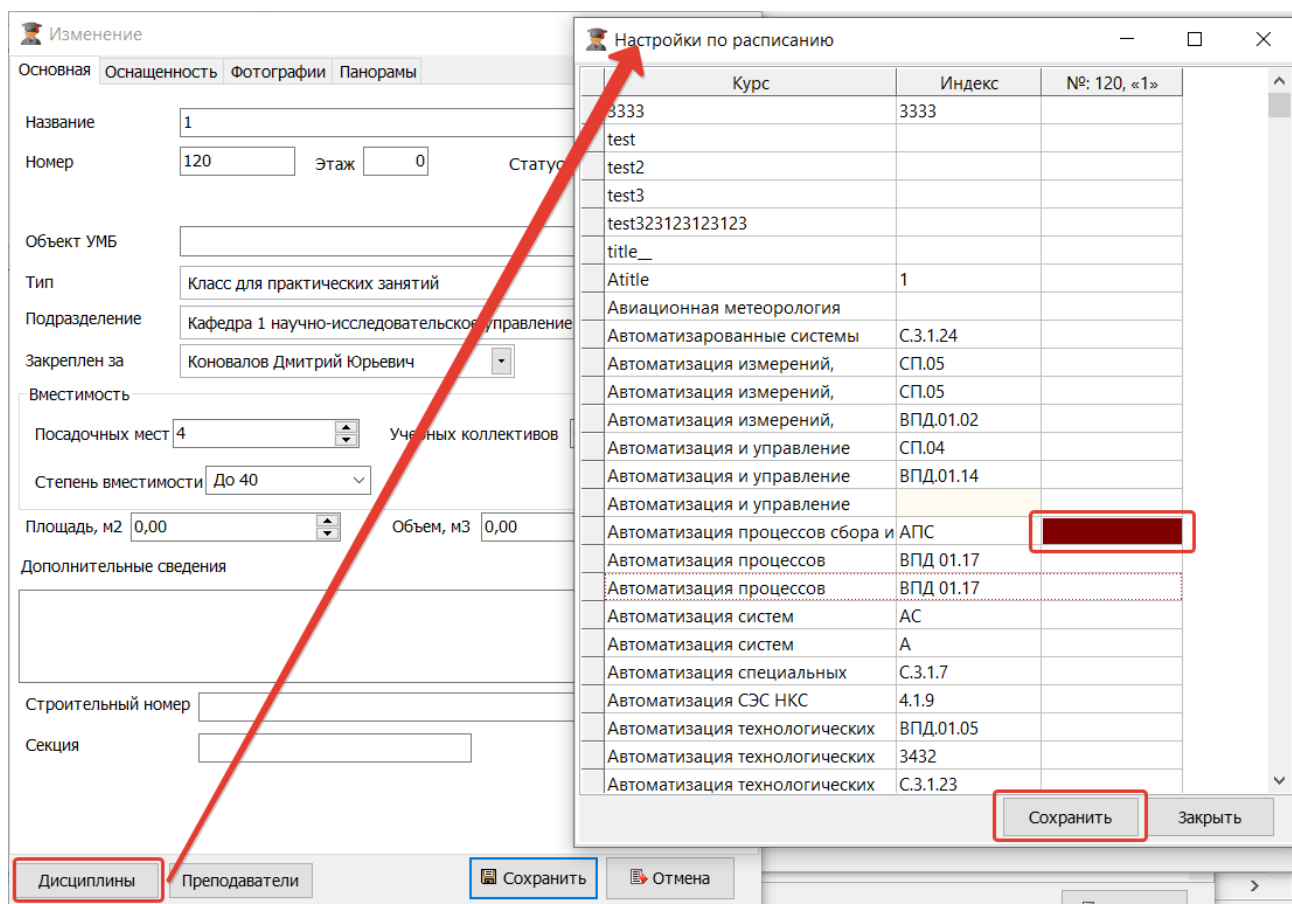 Изменение
Основная Оснащенность Фотографии Панорамы
Название 1
Номер 120 Этаж 0 Статус
Объект УМБ
Тип Класс для практических занятий
Подразделение Кафедра 1 научно-исследовательское управление
Закреплен за Коновалов Дмитрий Юрьевич
Вместимость
Посадочных мест 4 Учебных коллективов
Степень вместимости До 40
Площадь, м2 0,00 Объем, м3 0,00
Дополнительные сведения
Строительный номер
Секция
Дисциплины Преподаватели Сохранить Отмена
Настройки по расписанию
Курс Индекс №: 120, «1»
3333 3333
test
test2
test3
test323123123123
title__
Atitle 1
Авиационная метеорология
Автоматизарованные системы С.3.1.24
Автоматизация измерений, СП.05
Автоматизация измерений, СП.05
Автоматизация измерений, ВПД.01.02
Автоматизация и управление СП.04
Автоматизация и управление ВПД.01.14
Автоматизация и управление
Автоматизация процессов сбора и АПС
Автоматизация процессов ВПД 01.17
Автоматизация процессов ВПД 01.17
Автоматизация систем АС
Автоматизация систем А
Автоматизация специальных С.3.1.7
Автоматизация СЭС НКС 4.1.9
Автоматизация технологических ВПД.01.05
Автоматизация технологических 3432
Автоматизация технологических С.3.1.23
Сохранить Закрыть